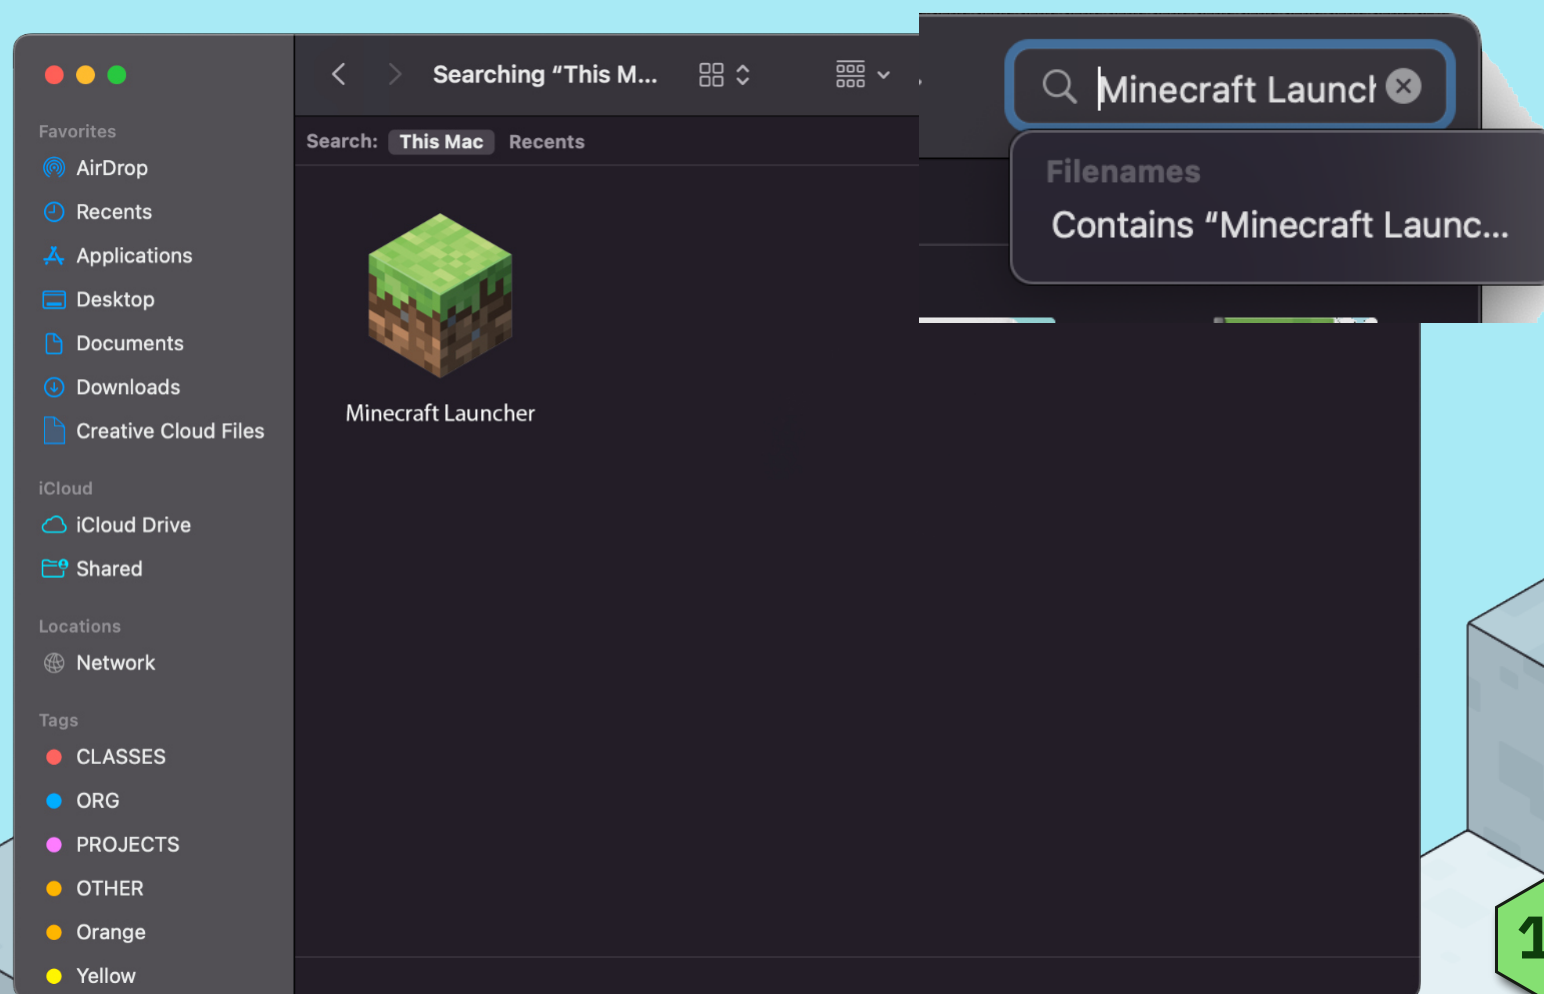 Searching “This M...
Minecraft Launch
Filenames
Contains “Minecraft Launc...
Search: This Mac Recents
Favorites
AirDrop
Recents
Applications
Desktop
Documents
Downloads
Creative Cloud Files
iCloud
iCloud Drive
Shared
Locations
Network
Tags
CLASSES
ORG
PROJECTS
OTHER
Orange
Yellow
Minecraft Launcher
1